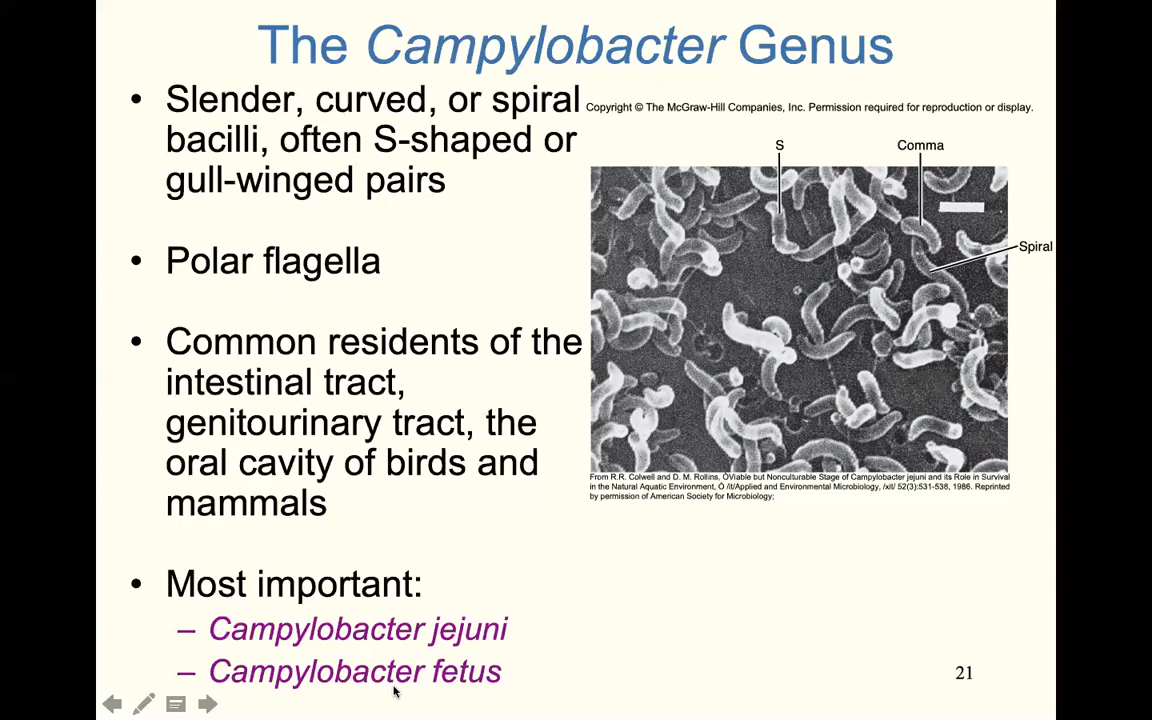 The Campylobacter Genus
• Slender, curved, or spiral
bacilli, often S-shaped or
gull-winged pairs
• Polar flagella
• Common residents of the
intestinal tract,
genitourinary tract, the
oral cavity of birds and
mammals
• Most important:
– Campylobacter jejuni
– Campylobacter fetus
Copyright © The McGraw-Hill Companies, Inc. Permission required for reproduction or display.
S
Comma
Spiral
From R.R. Colwell and D. M. Rollins, ÒViable but Nonculturable Stage of Campylobacter jejuni and its Role in Survival
in the Natural Aquatic Environment, Ó /It/Applied and Environmental Microbiology, /xit/ 52(3):531-538, 1986. Reprinted
by permission of American Society for Microbiology;
21